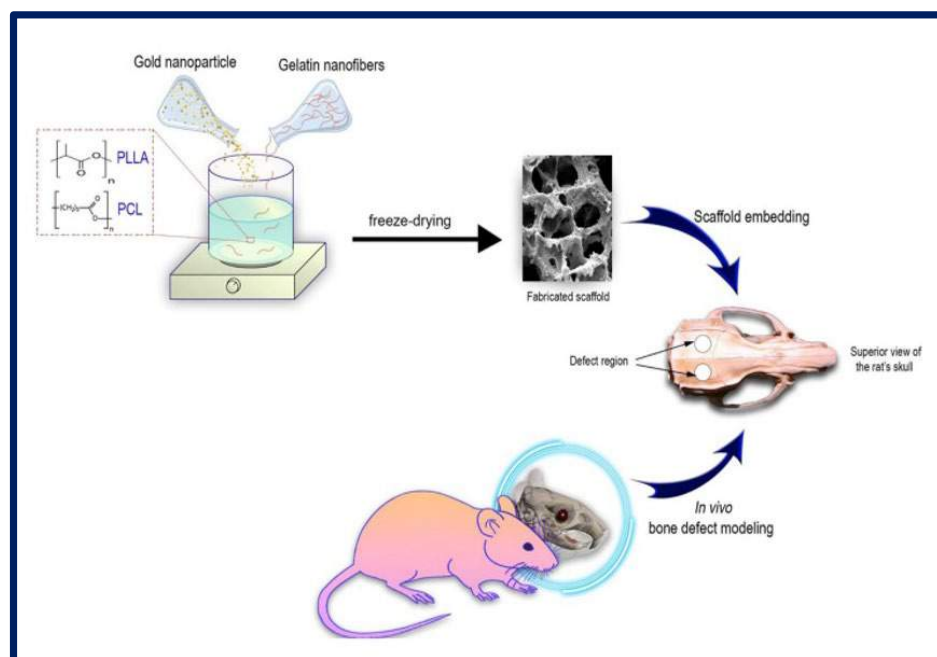 Gold nanoparticle
Gelatin nanofibers
PLLA
O
O
n
PCL
(CH₂)
O
O
n
freeze-drying
Fabricated scaffold
Scaffold embedding
Defect region
Superior view of
the rat's skull
In vivo
bone defect modeling